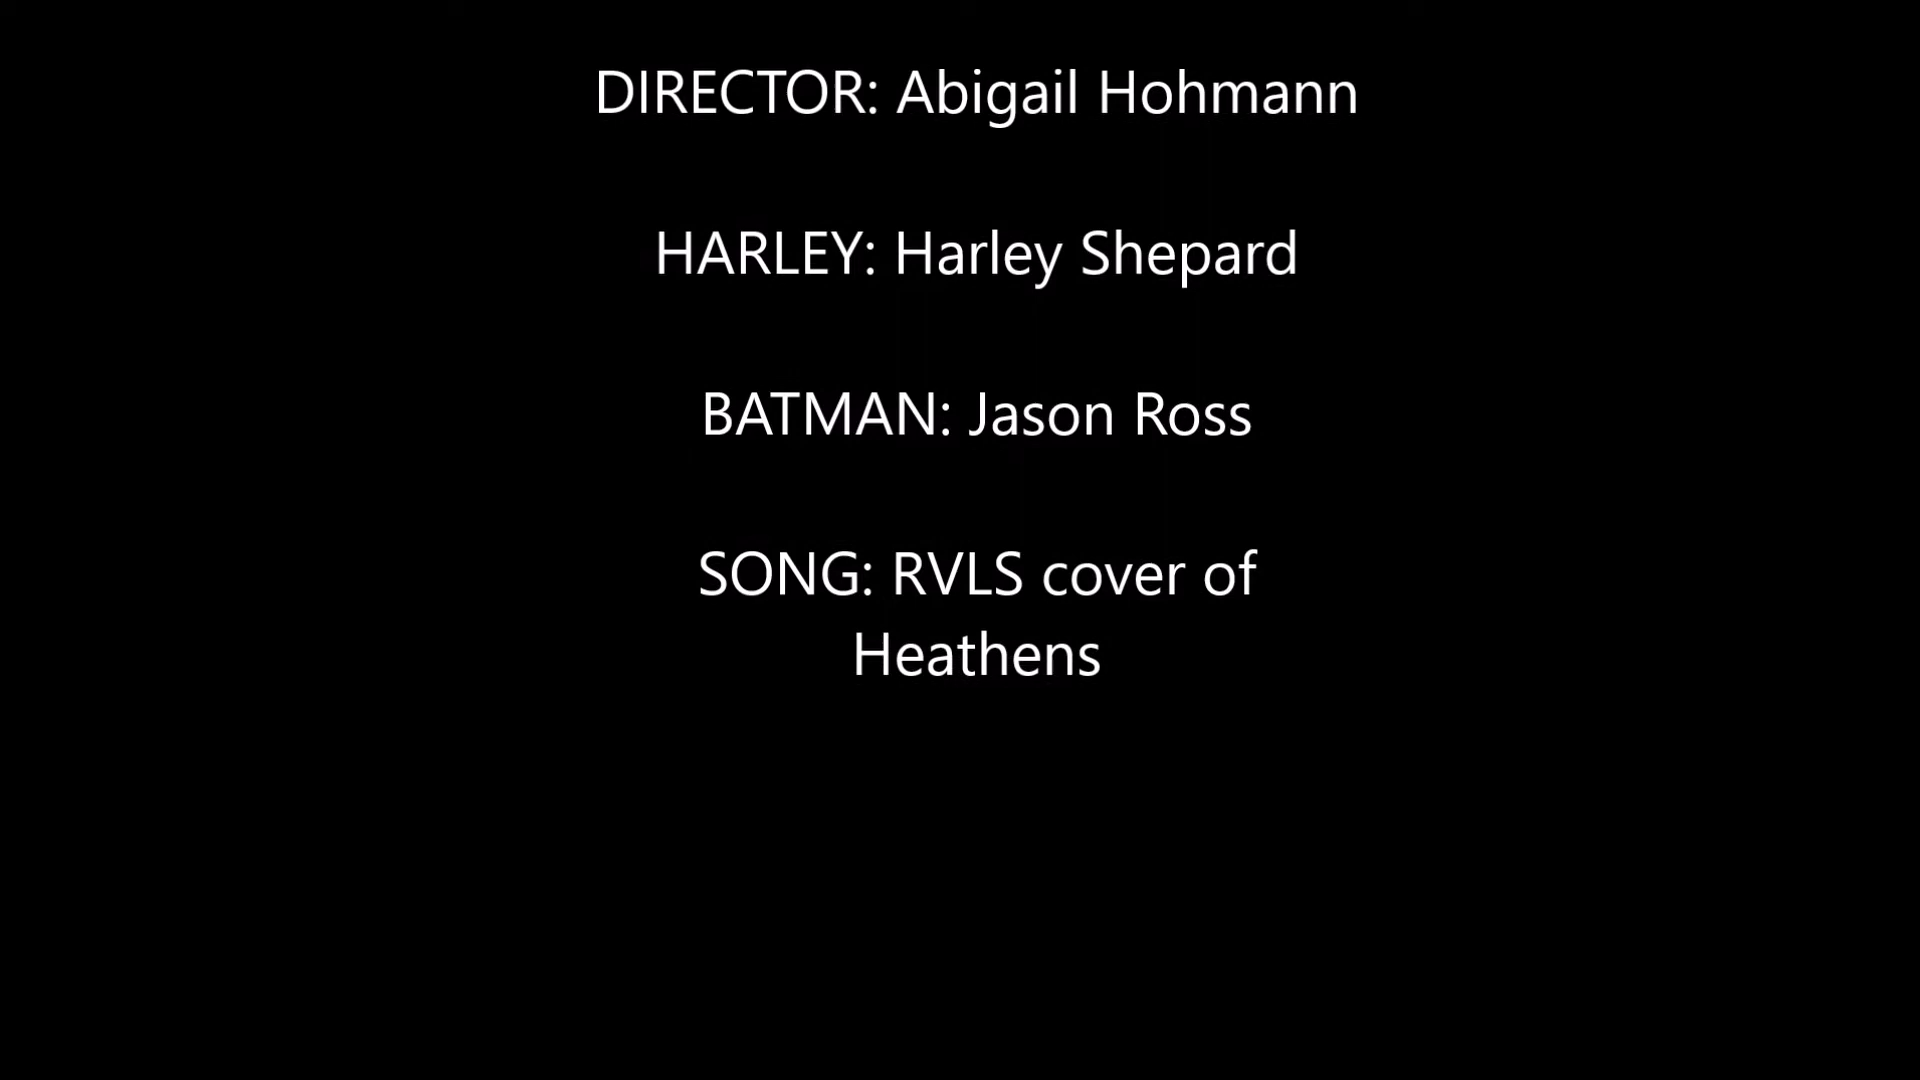 DIRECTOR: Abigail Hohmann
HARLEY: Harley Shepard
BATMAN: Jason Ross
SONG: RVLS cover of
Heathens